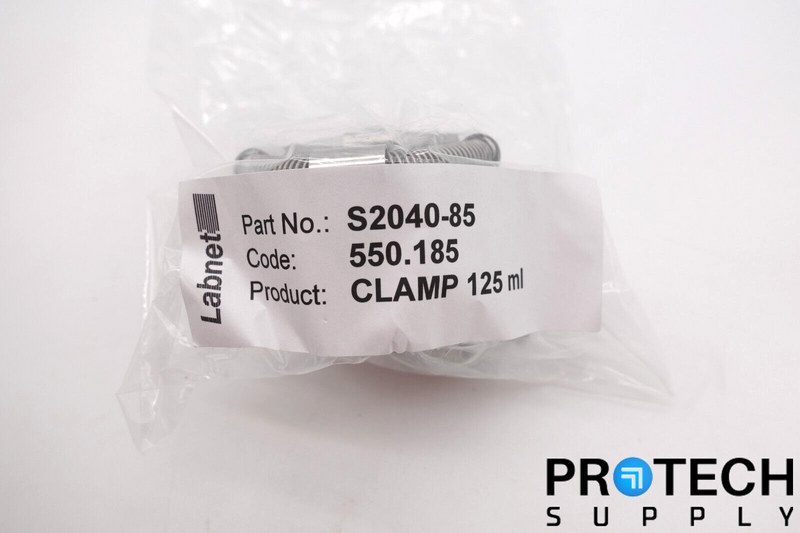 Labnet
Part No.: S2040-85
Code: 550.185
Product: CLAMP 125 ml
PROTECH
SUPPLY